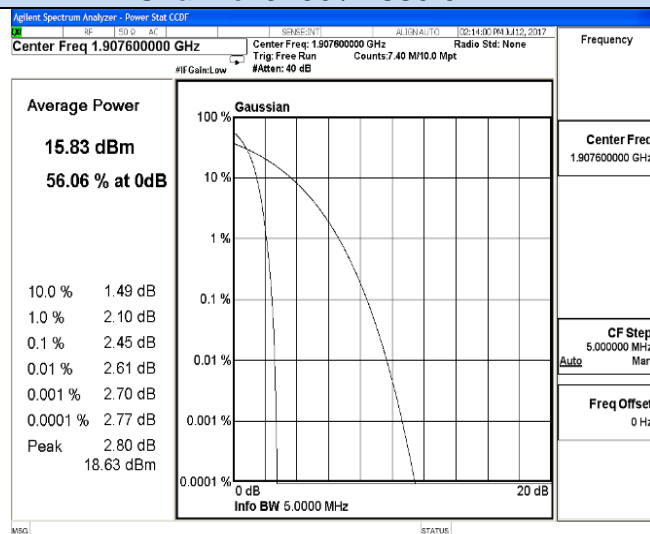 Agilent Spectrum Analyzer - Power Stat CCDF
RF 50 Ω AC SENSE:INT ALIGN AUTO 02:14:00 PM Jul 12, 2017
Center Freq 1.907600000 GHz
Center Freq: 1.907600000 GHz Radio Std: None
Trig: Free Run Counts:7.40 M/10.0 Mpt
#IFGain:Low #Atten: 40 dB
Frequency
Average Power
15.83 dBm
56.06 % at 0dB
10.0 % 1.49 dB
1.0 % 2.10 dB
0.1 % 2.45 dB
0.01 % 2.61 dB
0.001 % 2.70 dB
0.0001 % 2.77 dB
Peak 2.80 dB
18.63 dBm
Gaussian
100 %
10 %
1 %
0.1 %
0.01 %
0.001 %
0.0001 %
0 dB 20 dB
Info BW 5.0000 MHz
Center Freq
1.907600000 GHz
CF Step
5.000000 MHz
Auto Man
Freq Offset
0 Hz
MSG STATUS